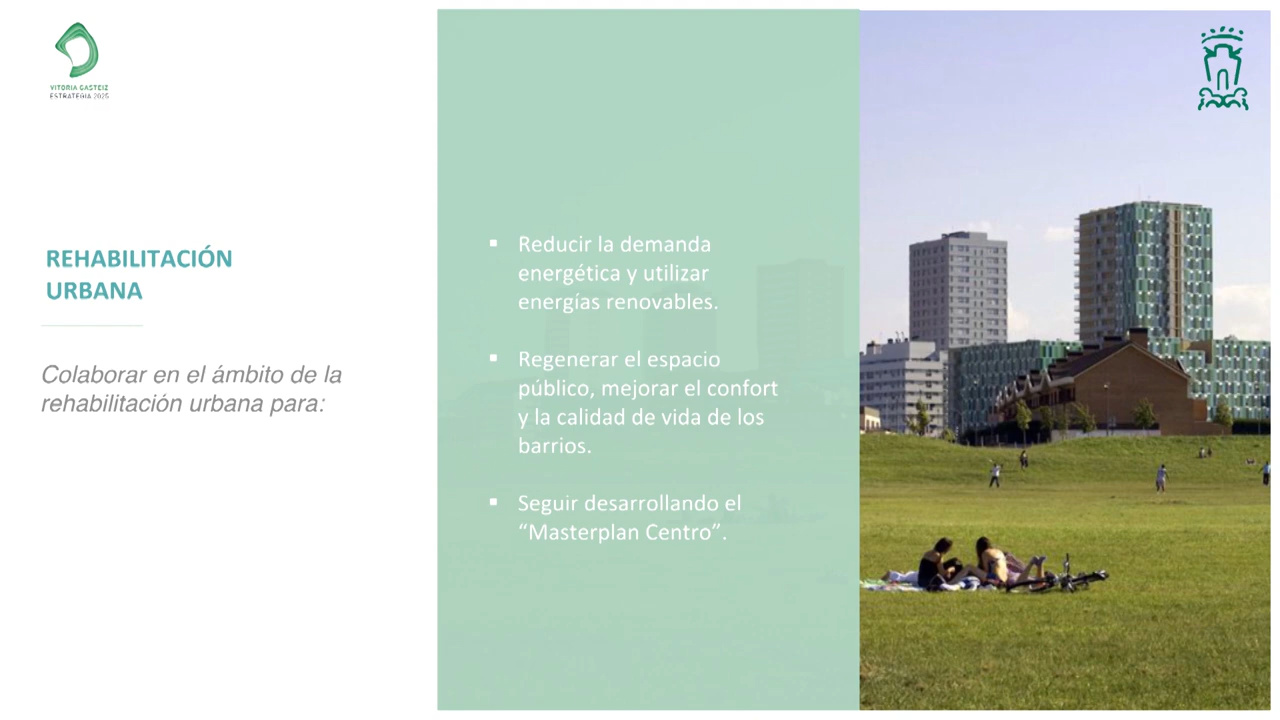 VITORIA GASTEIZ
ESTRATEGIA 2025
REHABILITACIÓN
URBANA
Colaborar en el ámbito de la
rehabilitación urbana para:
▪ Reducir la demanda
energética y utilizar
energías renovables.
▪ Regenerar el espacio
público, mejorar el confort
y la calidad de vida de los
barrios.
▪ Seguir desarrollando el
“Masterplan Centro”.